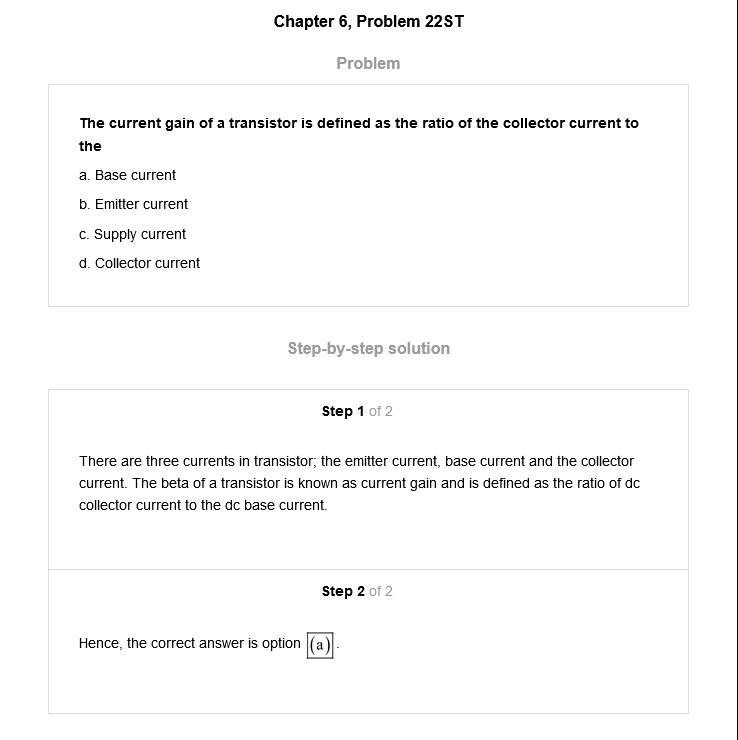 Chapter 6, Problem 22ST
Problem
The current gain of a transistor is defined as the ratio of the collector current to
the
a. Base current
b. Emitter current
c. Supply current
d. Collector current
Step-by-step solution
Step 1 of 2
There are three currents in transistor; the emitter current, base current and the collector
current. The beta of a transistor is known as current gain and is defined as the ratio of dc
collector current to the dc base current.
Step 2 of 2
Hence, the correct answer is option (a).